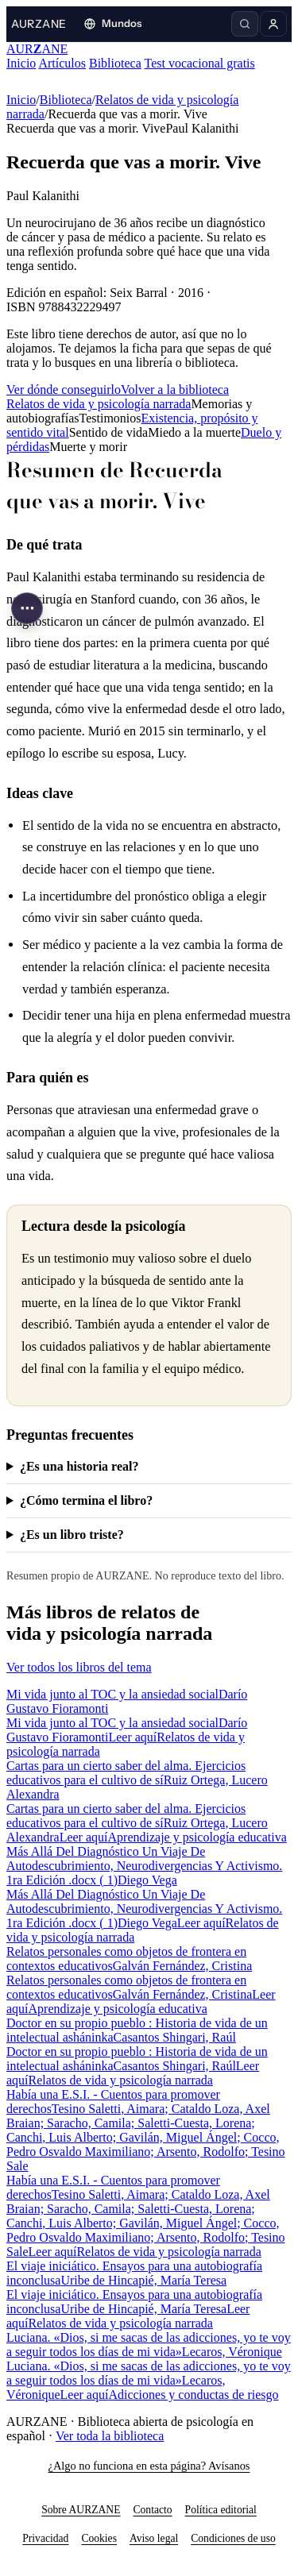 AURZANE Mundos
AURZANE
Inicio Artículos Biblioteca Test vocacional gratis
Inicio/Biblioteca/Relatos de vida y psicología
narrada/Recuerda que vas a morir. Vive
Recuerda que vas a morir. VivePaul Kalanithi
Recuerda que vas a morir. Vive
Paul Kalanithi
Un neurocirujano de 36 años recibe un diagnóstico
de cáncer y pasa de médico a paciente. Su relato es
una reflexión profunda sobre qué hace que una vida
tenga sentido.
Edición en español: Seix Barral · 2016 ·
ISBN 9788432229497
Este libro tiene derechos de autor, así que no lo
alojamos. Te dejamos la ficha para que sepas de qué
trata y lo busques en una librería o biblioteca.
Ver dónde conseguirloVolver a la biblioteca
Relatos de vida y psicología narradaMemorias y
autobiografíasTestimoniosExistencia, propósito y
sentido vitalSentido de vidaMiedo a la muerteDuelo y
pérdidasMuerte y morir
Resumen de Recuerda
que vas a morir. Vive
De qué trata
Paul Kalanithi estaba terminando su residencia de
cirugía en Stanford cuando, con 36 años, le
diagnosticaron un cáncer de pulmón avanzado. El
libro tiene dos partes: en la primera cuenta por qué
pasó de estudiar literatura a la medicina, buscando
entender qué hace que una vida tenga sentido; en la
segunda, cómo vive la enfermedad desde el otro lado,
como paciente. Murió en 2015 sin terminarlo, y el
epílogo lo escribe su esposa, Lucy.
Ideas clave
• El sentido de la vida no se encuentra en abstracto,
se construye en las relaciones y en lo que uno
decide hacer con el tiempo que tiene.
• La incertidumbre del pronóstico obliga a elegir
cómo vivir sin saber cuánto queda.
• Ser médico y paciente a la vez cambia la forma de
entender la relación clínica: el paciente necesita
verdad y también esperanza.
• Decidir tener una hija en plena enfermedad muestra
que la alegría y el dolor pueden convivir.
Para quién es
Personas que atraviesan una enfermedad grave o
acompañan a alguien que la vive, profesionales de la
salud y cualquiera que se pregunte qué hace valiosa
una vida.
Lectura desde la psicología
Es un testimonio muy valioso sobre el duelo
anticipado y la búsqueda de sentido ante la
muerte, en la línea de lo que Viktor Frankl
describió. También ayuda a entender el valor de
los cuidados paliativos y de hablar abiertamente
del final con la familia y el equipo médico.
Preguntas frecuentes
¿Es una historia real?
¿Cómo termina el libro?
¿Es un libro triste?
Resumen propio de AURZANE. No reproduce texto del libro.
Más libros de relatos de
vida y psicología narrada
Ver todos los libros del tema
Mi vida junto al TOC y la ansiedad socialDarío
Gustavo Fioramonti
Mi vida junto al TOC y la ansiedad socialDarío
Gustavo FioramontiLeer aquíRelatos de vida y
psicología narrada
Cartas para un cierto saber del alma. Ejercicios
educativos para el cultivo de síRuiz Ortega, Lucero
Alexandra
Cartas para un cierto saber del alma. Ejercicios
educativos para el cultivo de síRuiz Ortega, Lucero
AlexandraLeer aquíAprendizaje y psicología educativa
Más Allá Del Diagnóstico Un Viaje De
Autodescubrimiento, Neurodivergencias Y Activismo.
1ra Edición .docx ( 1)Diego Vega
Más Allá Del Diagnóstico Un Viaje De
Autodescubrimiento, Neurodivergencias Y Activismo.
1ra Edición .docx ( 1)Diego VegaLeer aquíRelatos de
vida y psicología narrada
Relatos personales como objetos de frontera en
contextos educativosGalván Fernández, Cristina
Relatos personales como objetos de frontera en
contextos educativosGalván Fernández, CristinaLeer
aquíAprendizaje y psicología educativa
Doctor en su propio pueblo : Historia de vida de un
intelectual asháninkaCasantos Shingari, Raúl
Doctor en su propio pueblo : Historia de vida de un
intelectual asháninkaCasantos Shingari, RaúlLeer
aquíRelatos de vida y psicología narrada
Había una E.S.I. - Cuentos para promover
derechosTesino Saletti, Aimara; Cataldo Loza, Axel
Braian; Saracho, Camila; Saletti-Cuesta, Lorena;
Canchi, Luis Alberto; Gavilán, Miguel Ángel; Cocco,
Pedro Osvaldo Maximiliano; Arsento, Rodolfo; Tesino
Sale
Había una E.S.I. - Cuentos para promover
derechosTesino Saletti, Aimara; Cataldo Loza, Axel
Braian; Saracho, Camila; Saletti-Cuesta, Lorena;
Canchi, Luis Alberto; Gavilán, Miguel Ángel; Cocco,
Pedro Osvaldo Maximiliano; Arsento, Rodolfo; Tesino
SaleLeer aquíRelatos de vida y psicología narrada
El viaje iniciático. Ensayos para una autobiografía
inconclusaUribe de Hincapié, María Teresa
El viaje iniciático. Ensayos para una autobiografía
inconclusaUribe de Hincapié, María TeresaLeer
aquíRelatos de vida y psicología narrada
Luciana. «Dios, si me sacas de las adicciones, yo te voy
a seguir todos los días de mi vida»Lecaros, Véronique
Luciana. «Dios, si me sacas de las adicciones, yo te voy
a seguir todos los días de mi vida»Lecaros,
VéroniqueLeer aquíAdicciones y conductas de riesgo
AURZANE · Biblioteca abierta de psicología en
español · Ver toda la biblioteca
¿Algo no funciona en esta página? Avísanos
Sobre AURZANE Contacto Política editorial
Privacidad Cookies Aviso legal Condiciones de uso